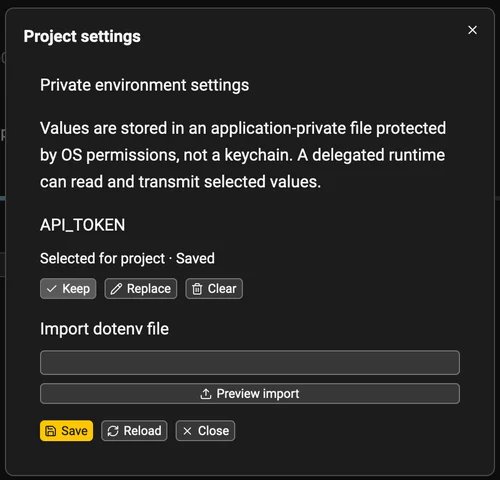 Project settings
Private environment settings
Values are stored in an application-private file protected
by OS permissions, not a keychain. A delegated runtime
can read and transmit selected values.
API_TOKEN
Selected for project · Saved
Keep Replace Clear
Import dotenv file
Preview import
Save Reload Close